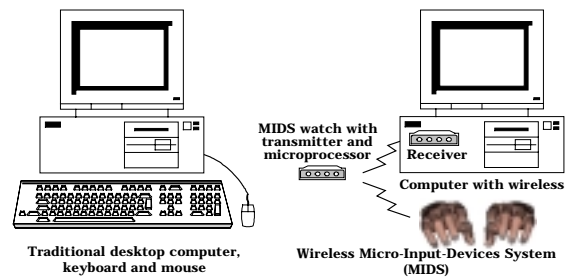 MIDS watch with
transmitter and
microprocessor
Receiver
Computer with wireless
Traditional desktop computer,
keyboard and mouse
Wireless Micro-Input-Devices System
(MIDS)